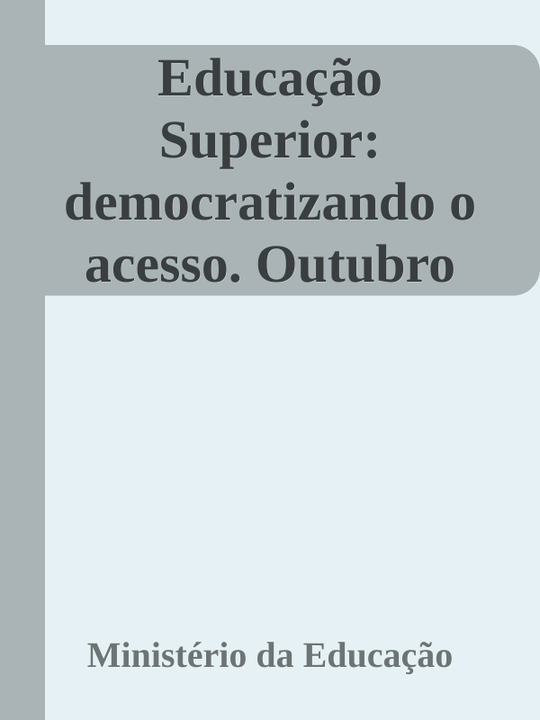 Educação
Superior:
democratizando o
acesso. Outubro
Ministério da Educação